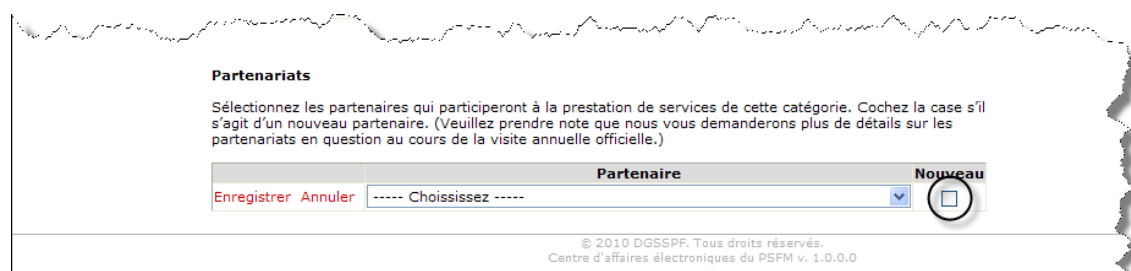 Partenariats
Sélectionnez les partenaires qui participeront à la prestation de services de cette catégorie. Cochez la case s'il
s'agit d'un nouveau partenaire. (Veuillez prendre note que nous vous demanderons plus de détails sur les
partenariats en question au cours de la visite annuelle officielle.)
Partenaire Nouveau
Enregistrer Annuler ----- Choississez -----
© 2010 DGSSPF. Tous droits réservés.
Centre d'affaires électroniques du PSFM v. 1.0.0.0